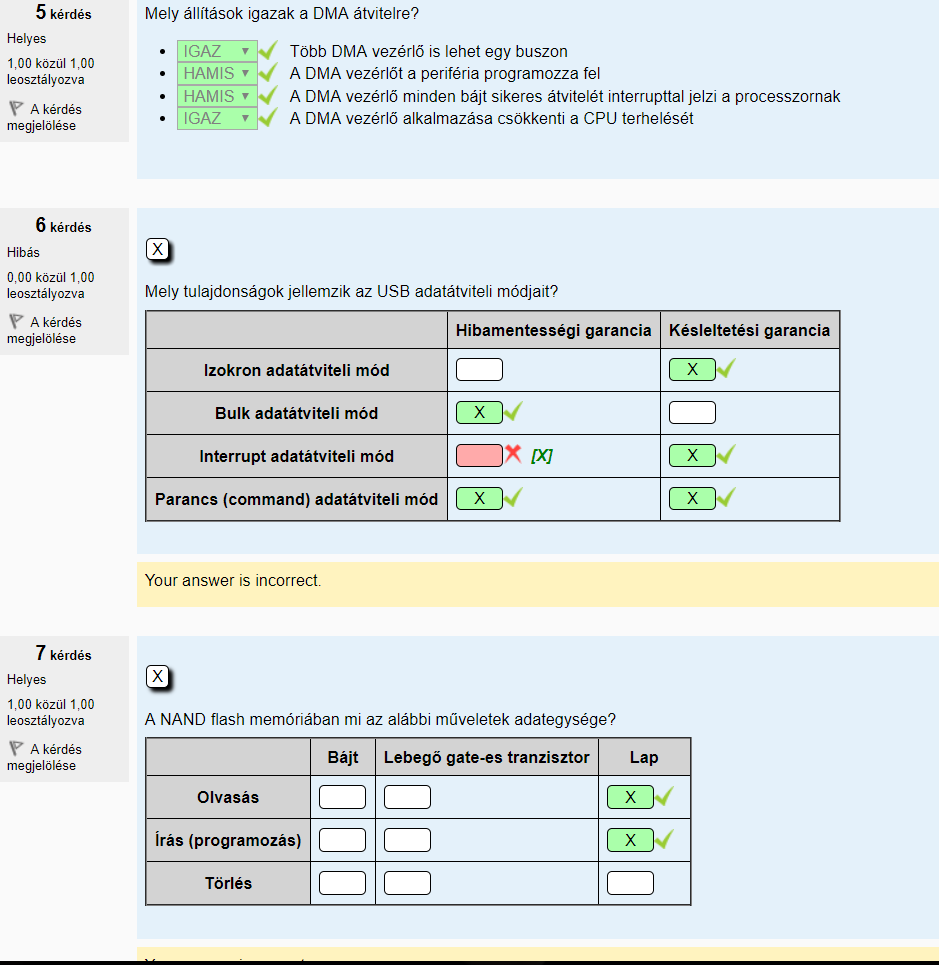 5 kérdés
Helyes
1,00 közül 1,00
leosztályozva
A kérdés
megjelölése
Mely állítások igazak a DMA átvitelre?
• IGAZ Több DMA vezérlő is lehet egy buszon
• HAMIS A DMA vezérlőt a periféria programozza fel
• HAMIS A DMA vezérlő minden bájt sikeres átvitelét interrupttal jelzi a processzornak
• IGAZ A DMA vezérlő alkalmazása csökkenti a CPU terhelését
6 kérdés
Hibás
0,00 közül 1,00
leosztályozva
A kérdés
megjelölése
X
Mely tulajdonságok jellemzik az USB adatátviteli módjait?
Hibamentességi garancia Késleltetési garancia
Izokron adatátviteli mód X
Bulk adatátviteli mód X
Interrupt adatátviteli mód [X] X
Parancs (command) adatátviteli mód X X
Your answer is incorrect.
7 kérdés
Helyes
1,00 közül 1,00
leosztályozva
A kérdés
megjelölése
X
A NAND flash memóriában mi az alábbi műveletek adategysége?
Bájt Lebegő gate-es tranzisztor Lap
Olvasás X
Írás (programozás) X
Törlés